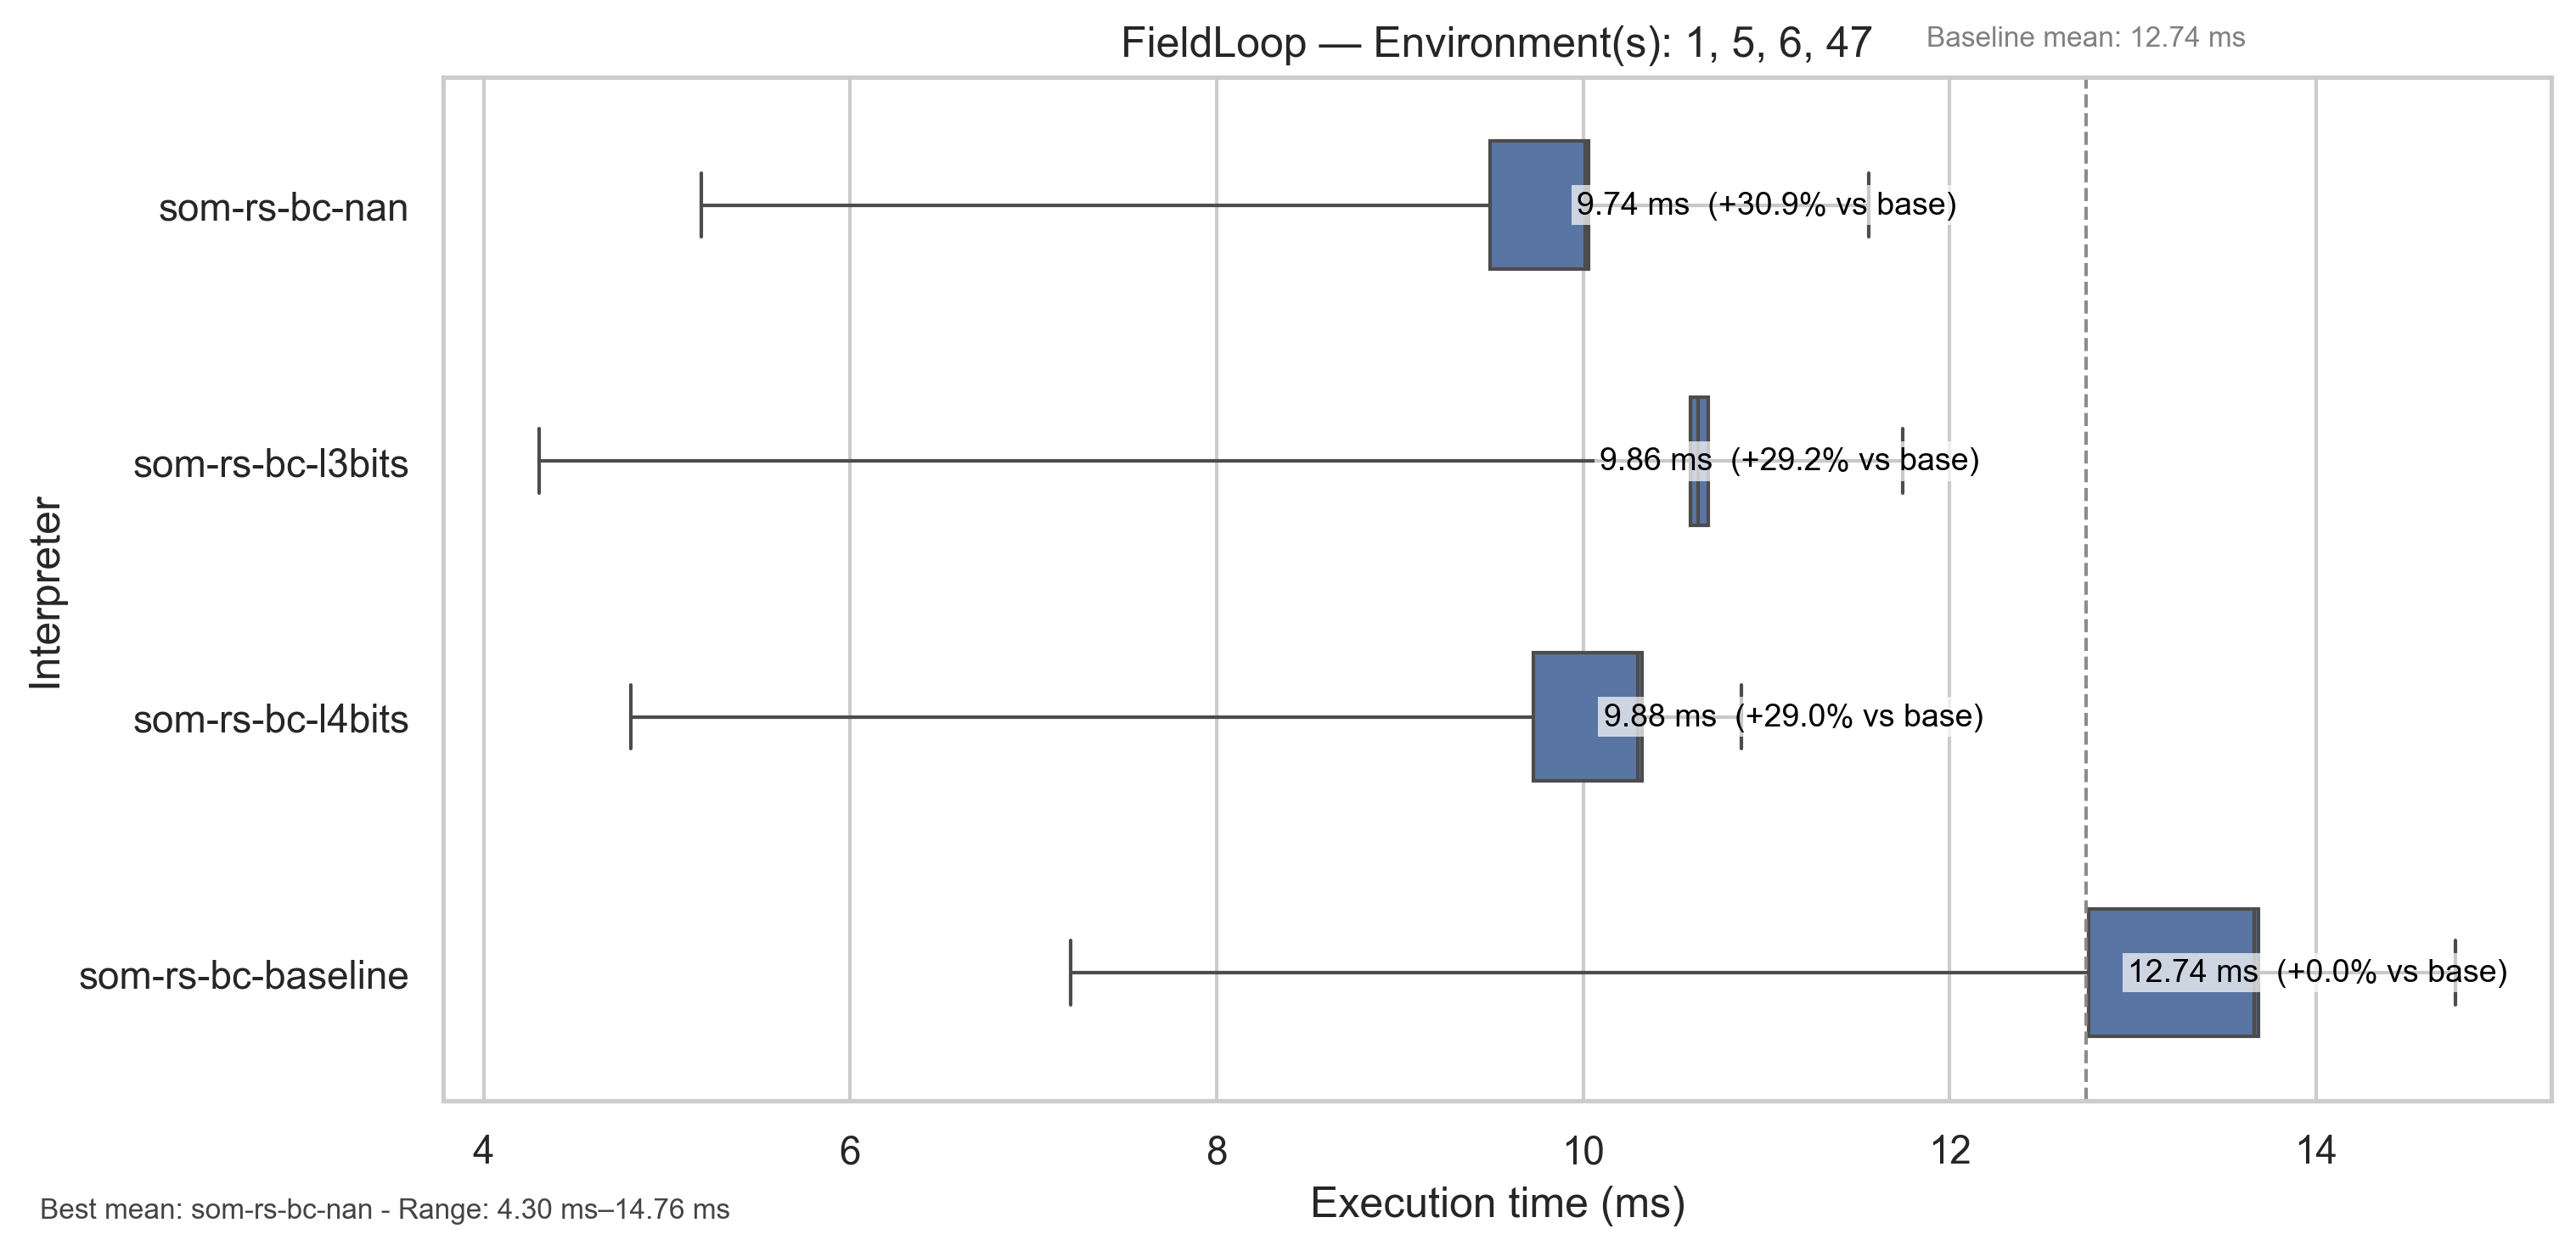 FieldLoop — Environment(s): 1, 5, 6, 47
Baseline mean: 12.74 ms
Interpreter
som-rs-bc-nan
9.74 ms  (+30.9% vs base)
som-rs-bc-l3bits
9.86 ms  (+29.2% vs base)
som-rs-bc-l4bits
9.88 ms  (+29.0% vs base)
som-rs-bc-baseline
12.74 ms  (+0.0% vs base)
4 6 8 10 12 14
Execution time (ms)
Best mean: som-rs-bc-nan - Range: 4.30 ms–14.76 ms